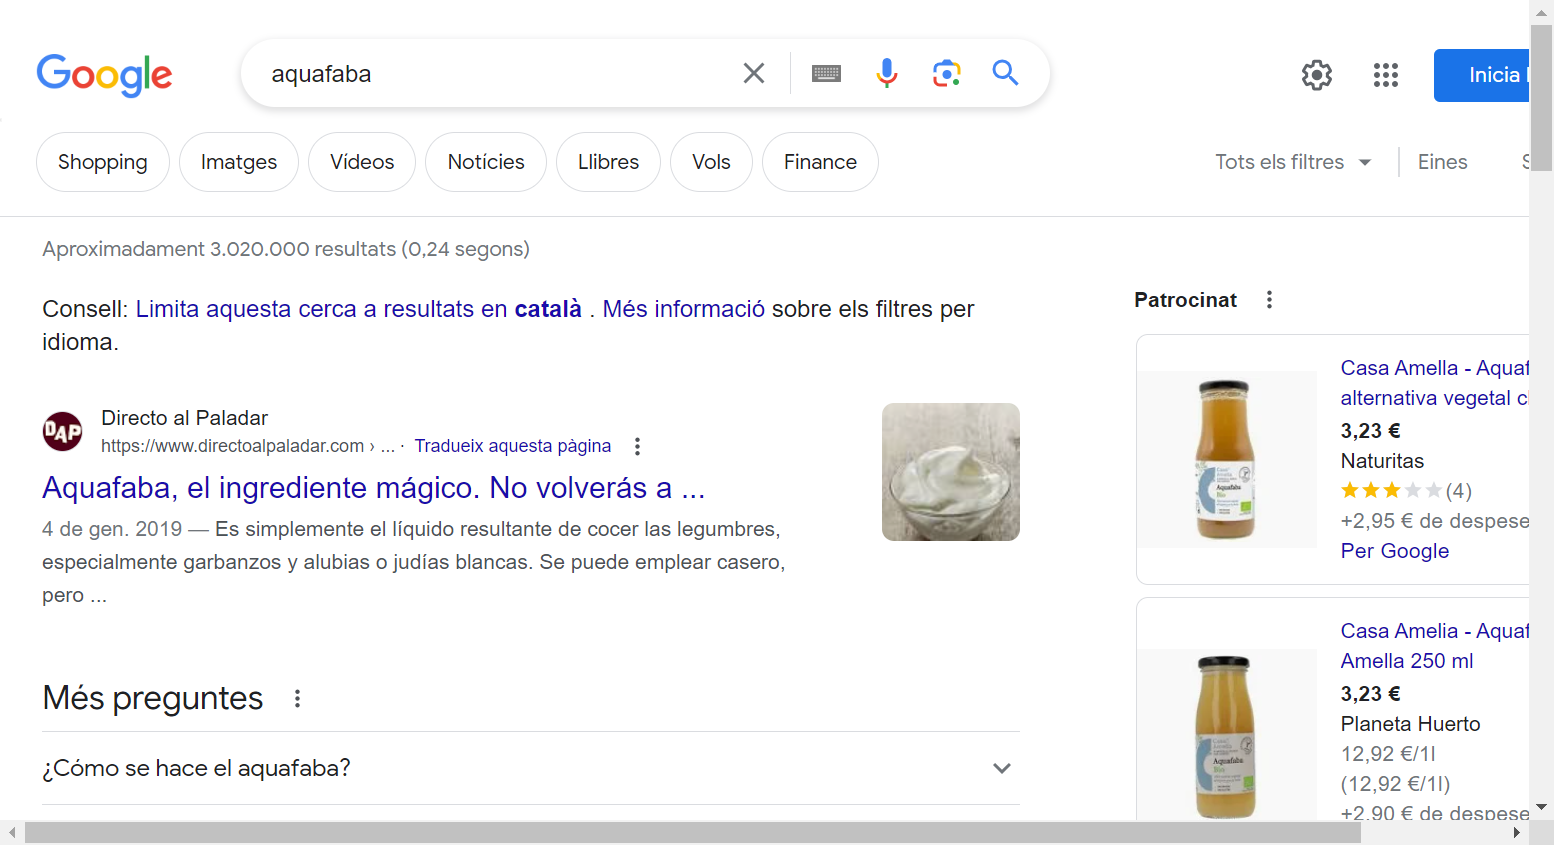 Google
aquafaba
Inicia
Shopping
Imatges
Vídeos
Notícies
Llibres
Vols
Finance
Tots els filtres
Eines
Aproximadament 3.020.000 resultats (0,24 segons)
Consell: Limita aquesta cerca a resultats en català . Més informació sobre els filtres per
idioma.
DAP
Directo al Paladar
https://www.directoalpaladar.com › ... · Tradueix aquesta pàgina
Aquafaba, el ingrediente mágico. No volverás a ...
4 de gen. 2019 — Es simplemente el líquido resultante de cocer las legumbres,
especialmente garbanzos y alubias o judías blancas. Se puede emplear casero,
pero ...
Més preguntes
¿Cómo se hace el aquafaba?
Patrocinat
Casa Amella - Aquaf
alternativa vegetal
3,23 €
Naturitas
(4)
+2,95 € de despese
Per Google
Aquafaba
Bio
Casa Amelia - Aquaf
Amella 250 ml
3,23 €
Planeta Huerto
12,92 €/1l
(12,92 €/1l)
+2,90 € de despese
Aquafaba
Bio